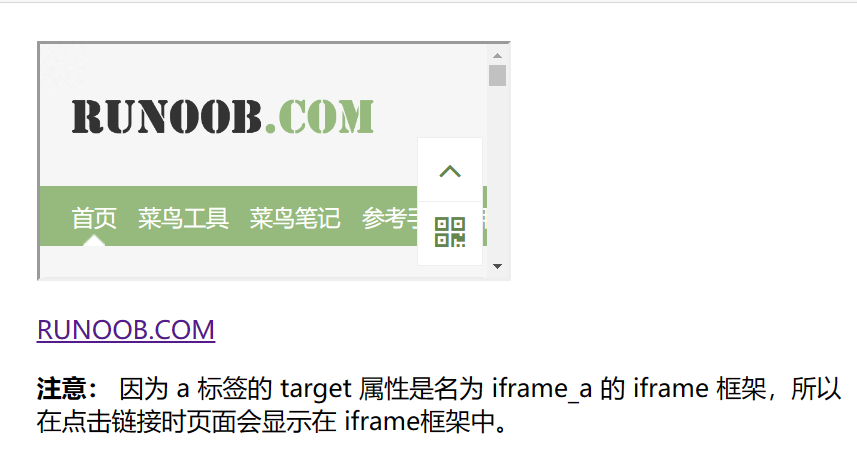 RUNOOB.COM
首页 菜鸟工具 菜鸟笔记 参考
RUNOOB.COM
注意： 因为 a 标签的 target 属性是名为 iframe_a 的 iframe 框架，所以
在点击链接时页面会显示在 iframe框架中。